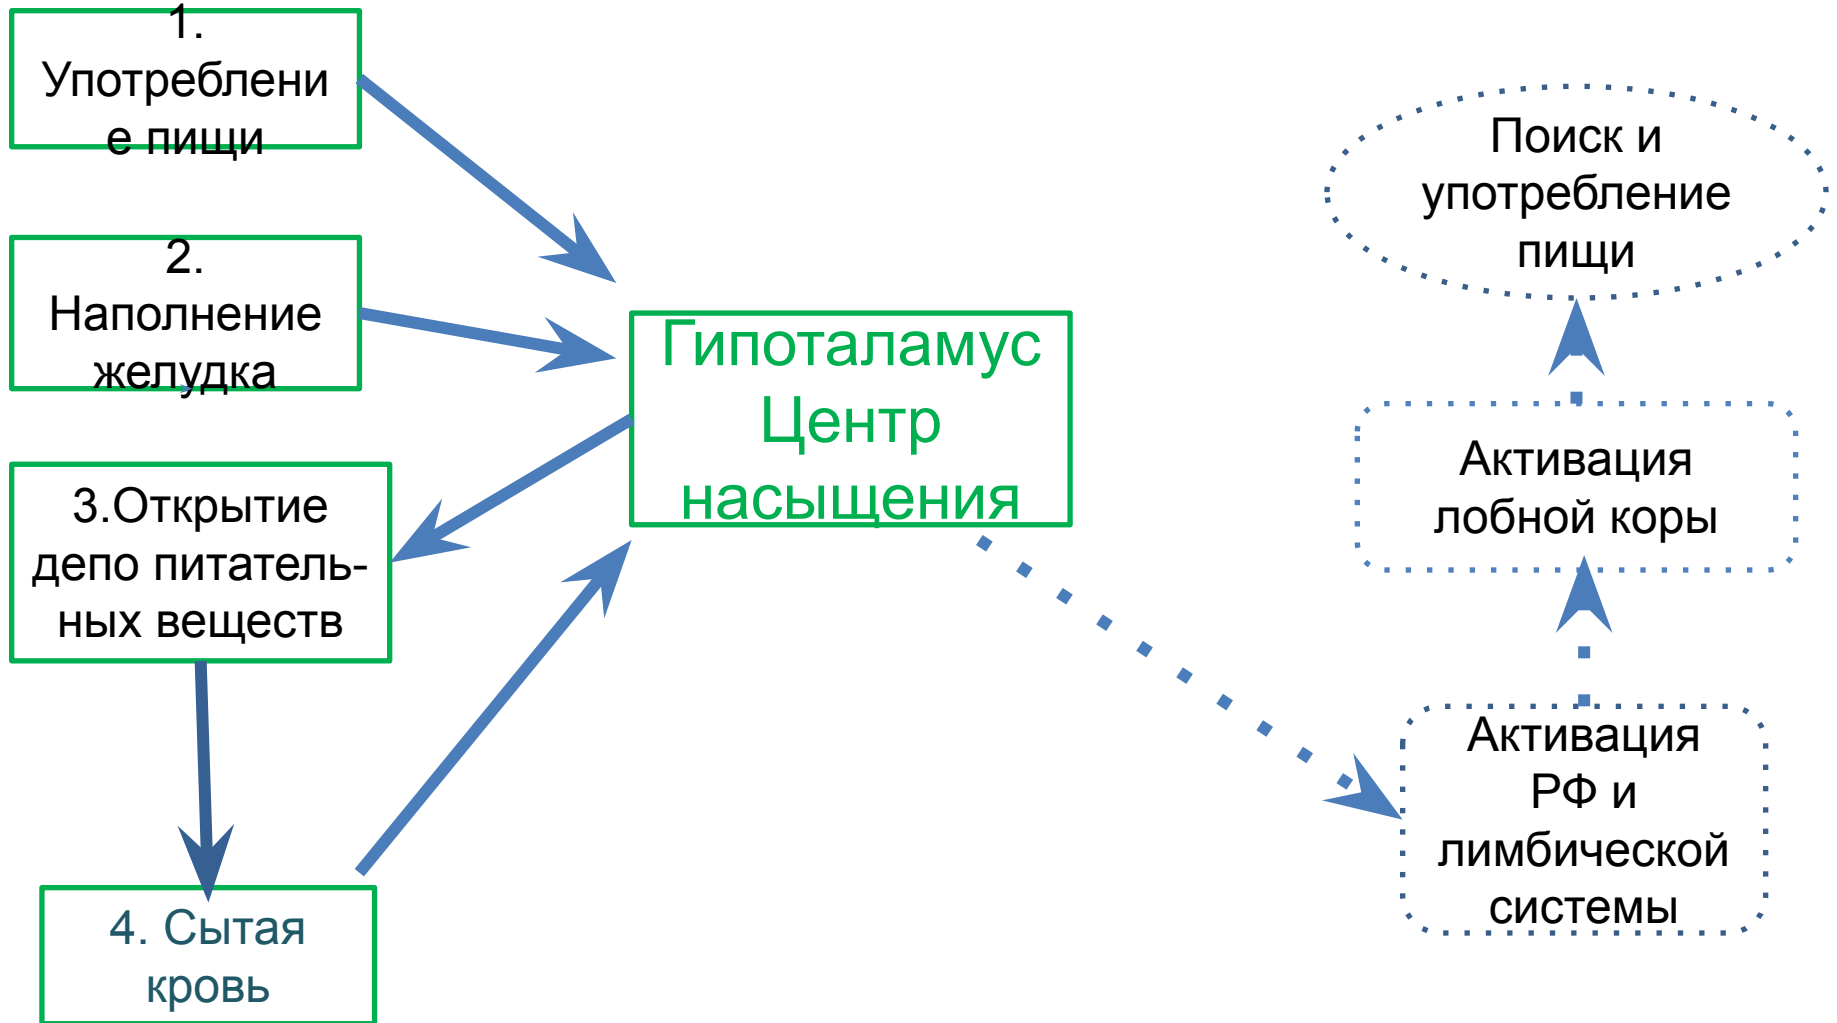 1.
Употреблени
е пищи
2.
Наполнение
желудка
3.Открытие
депо питатель-
ных веществ
4. Сытая
кровь
Гипоталамус
Центр
насыщения
Поиск и
употребление
пищи
Активация
лобной коры
Активация
РФ и
лимбической
системы